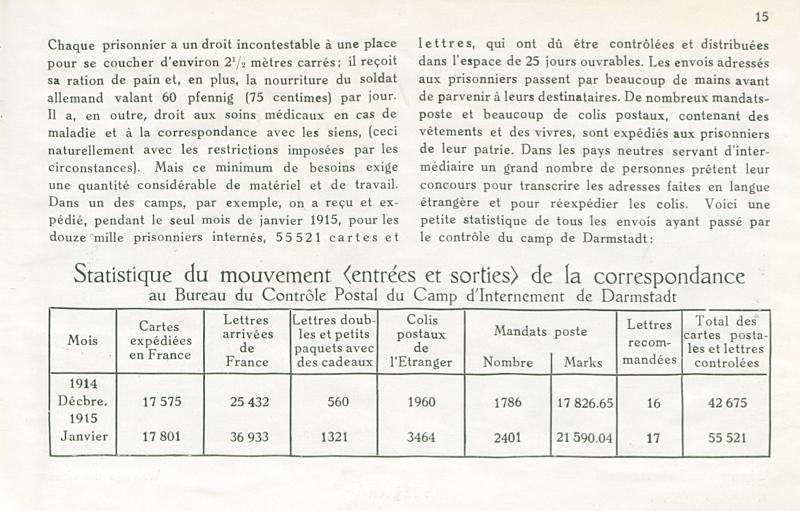 15
Chaque prisonnier a un droit incontestable à une place
pour se coucher d'environ 2¹/₂ mètres carrés; il reçoit
sa ration de pain et, en plus, la nourriture du soldat
allemand valant 60 pfennig (75 centimes) par jour.
Il a, en outre, droit aux soins médicaux en cas de
maladie et à la correspondance avec les siens, (ceci
naturellement avec les restrictions imposées par les
circonstances). Mais ce minimum de besoins exige
une quantité considérable de matériel et de travail.
Dans un des camps, par exemple, on a reçu et ex-
pédié, pendant le seul mois de janvier 1915, pour les
douze mille prisonniers internés, 55521 cartes et
lettres, qui ont dû être contrôlées et distribuées
dans l'espace de 25 jours ouvrables. Les envois adressés
aux prisonniers passent par beaucoup de mains avant
de parvenir à leurs destinataires. De nombreux mandats-
poste et beaucoup de colis postaux, contenant des
vêtements et des vivres, sont expédiés aux prisonniers
de leur patrie. Dans les pays neutres servant d'inter-
médiaire un grand nombre de personnes prêtent leur
concours pour transcrire les adresses faites en langue
étrangère et pour réexpédier les colis. Voici une
petite statistique de tous les envois ayant passé par
le contrôle du camp de Darmstadt:
Statistique du mouvement ⟨entrées et sorties⟩ de la correspondance
au Bureau du Contrôle Postal du Camp d'Internement de Darmstadt
Mois
Cartes
expédiées
en France
Lettres
arrivées
de
France
Lettres doub-
les et petits
paquets avec
des cadeaux
Colis
postaux
de
l'Etranger
Mandats poste
Nombre
Marks
Lettres
recom-
mandées
Total des
cartes posta-
les et lettres
controlées
1914
Décbre. 17 575 25 432 560 1960 1786 17 826.65 16 42 675
1915
Janvier 17 801 36 933 1321 3464 2401 21 590.04 17 55 521